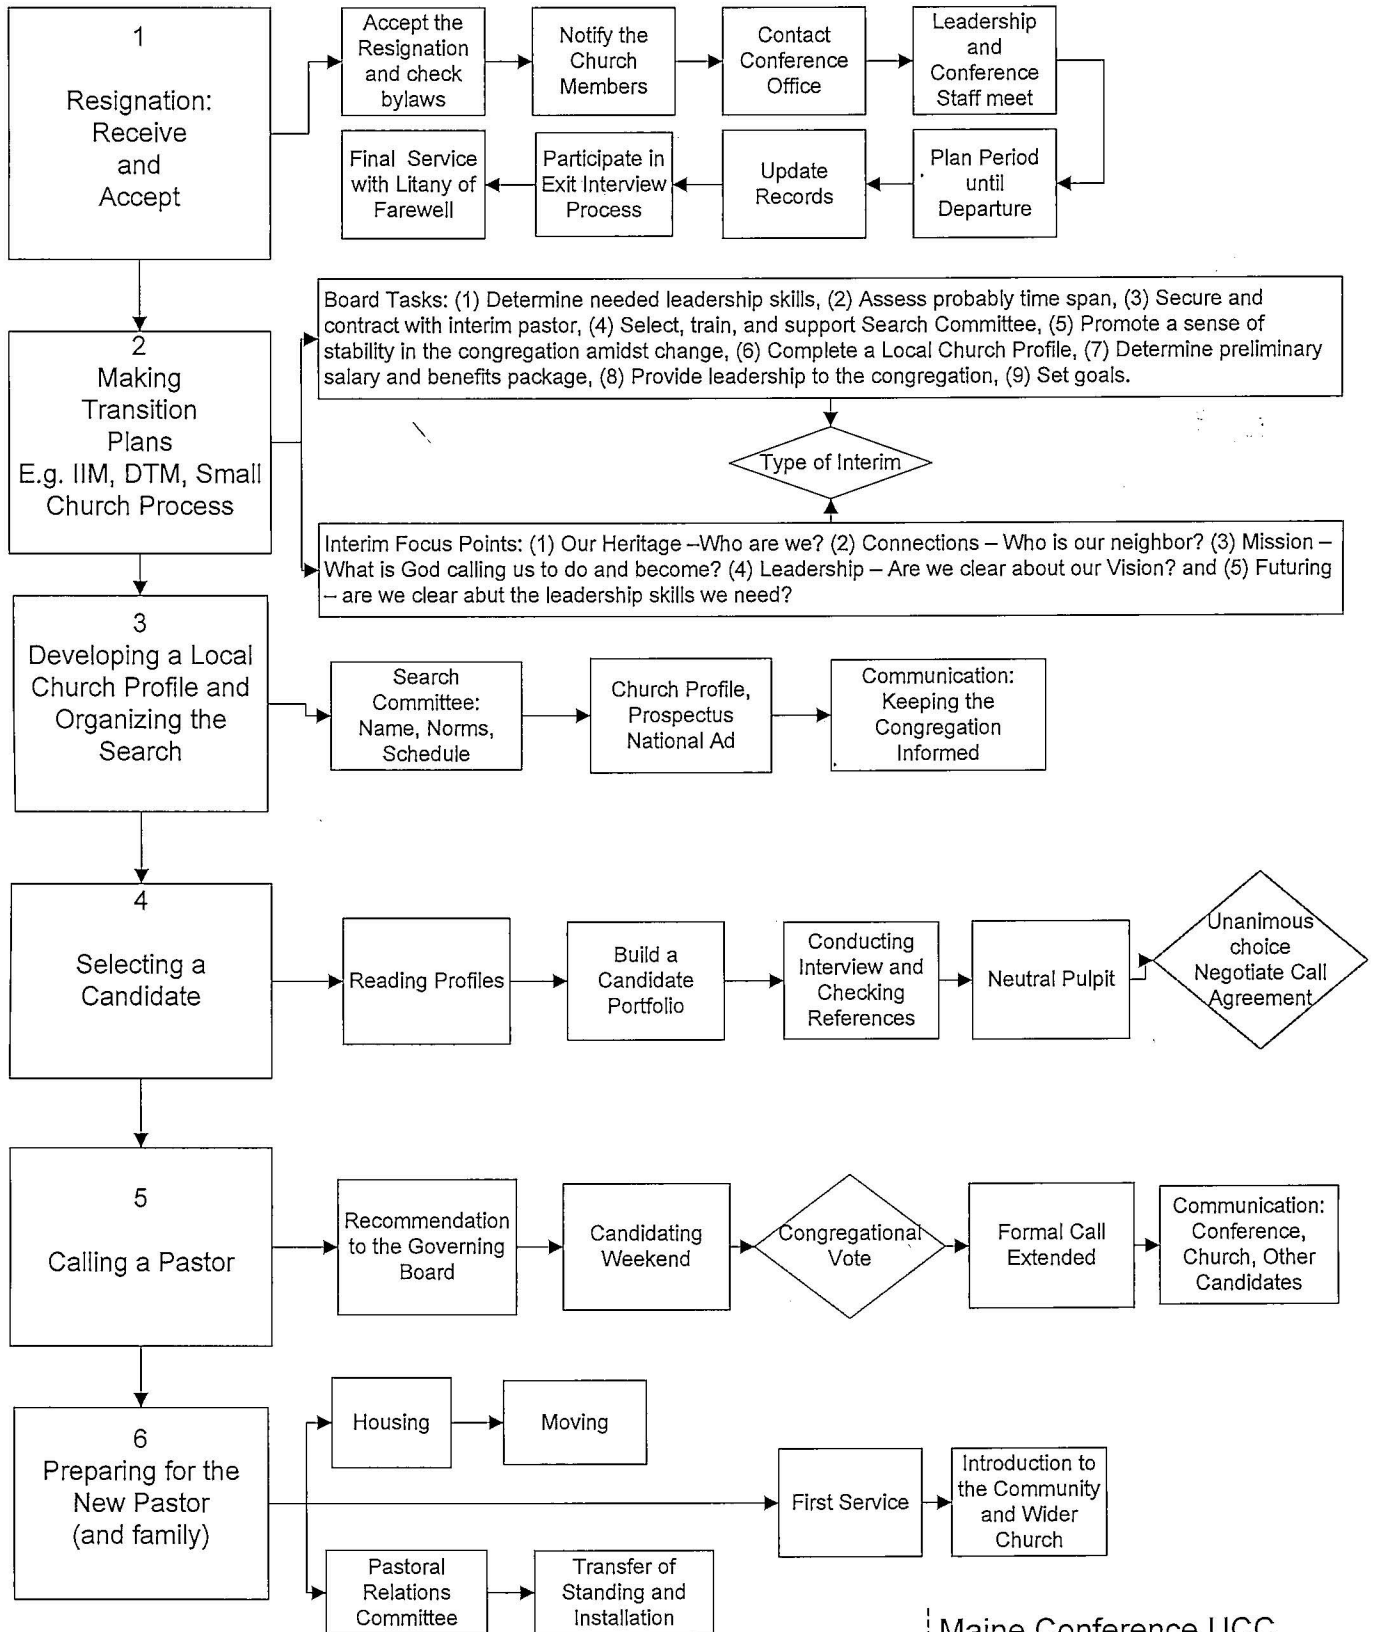 1
Resignation:
Receive
and
Accept
Accept the
Resignation
and check
bylaws
Notify the
Church
Members
Contact
Conference
Office
Leadership
and
Conference
Staff meet
Plan Period
until
Departure
Update
Records
Participate in
Exit Interview
Process
Final Service
with Litany of
Farewell
2
Making
Transition
Plans
E.g. IIM, DTM, Small
Church Process
Board Tasks: (1) Determine needed leadership skills, (2) Assess probably time span, (3) Secure and
contract with interim pastor, (4) Select, train, and support Search Committee, (5) Promote a sense of
stability in the congregation amidst change, (6) Complete a Local Church Profile, (7) Determine preliminary
salary and benefits package, (8) Provide leadership to the congregation, (9) Set goals.
Type of Interim
Interim Focus Points: (1) Our Heritage –Who are we? (2) Connections – Who is our neighbor? (3) Mission –
What is God calling us to do and become? (4) Leadership – Are we clear about our Vision? and (5) Futuring
– are we clear abut the leadership skills we need?
3
Developing a Local
Church Profile and
Organizing the
Search
Search
Committee:
Name, Norms,
Schedule
Church Profile,
Prospectus
National Ad
Communication:
Keeping the
Congregation
Informed
4
Selecting a
Candidate
Reading Profiles
Build a
Candidate
Portfolio
Conducting
Interview and
Checking
References
Neutral Pulpit
Unanimous
choice
Negotiate Call
Agreement
5
Calling a Pastor
Recommendation
to the Governing
Board
Candidating
Weekend
Congregational
Vote
Formal Call
Extended
Communication:
Conference,
Church, Other
Candidates
6
Preparing for the
New Pastor
(and family)
Housing
Moving
First Service
Introduction to
the Community
and Wider
Church
Pastoral
Relations
Committee
Transfer of
Standing and
Installation
Maine Conference UCC